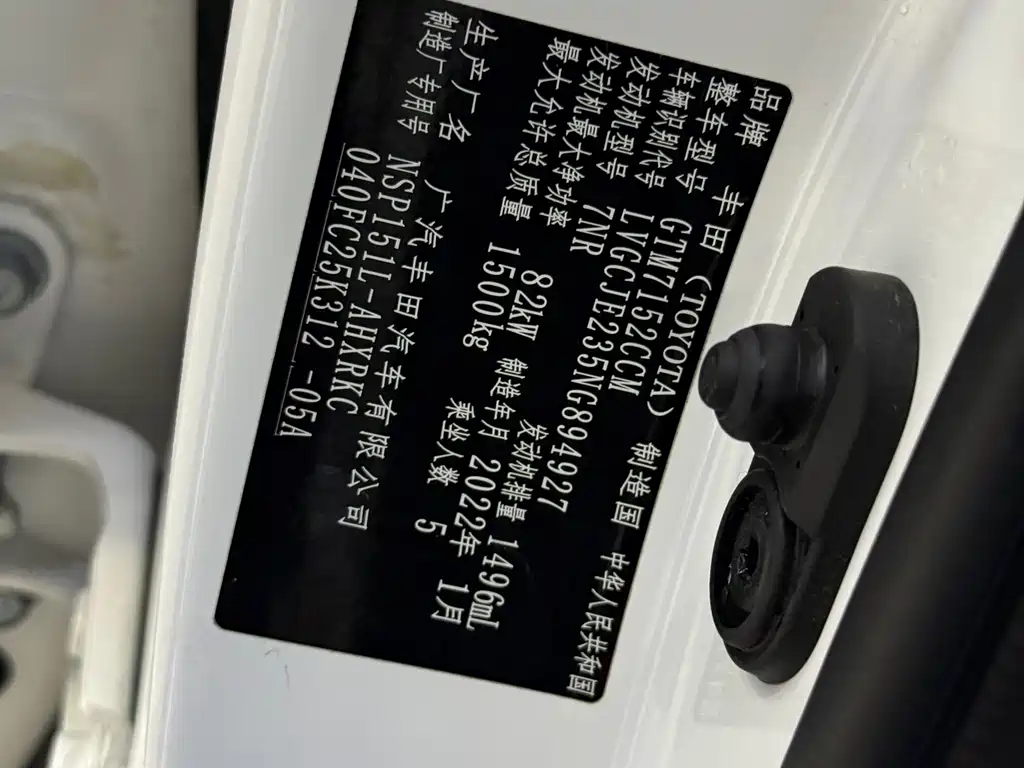 品牌 丰田（TOYOTA） 制造国 中华人民共和国
整车型号 GTM7152CCM
车辆识别代号 LVGCJE235NG894927
发动机型号 7NR 发动机排量 1496mL
发动机最大净功率 82kW 制造年月 2022年 1月
最大允许总质量 1500kg 乘坐人数 5
生产厂名 广汽丰田汽车有限公司
制造厂专用号 NSP151L-AHXRKC
040FC25K312 -05A